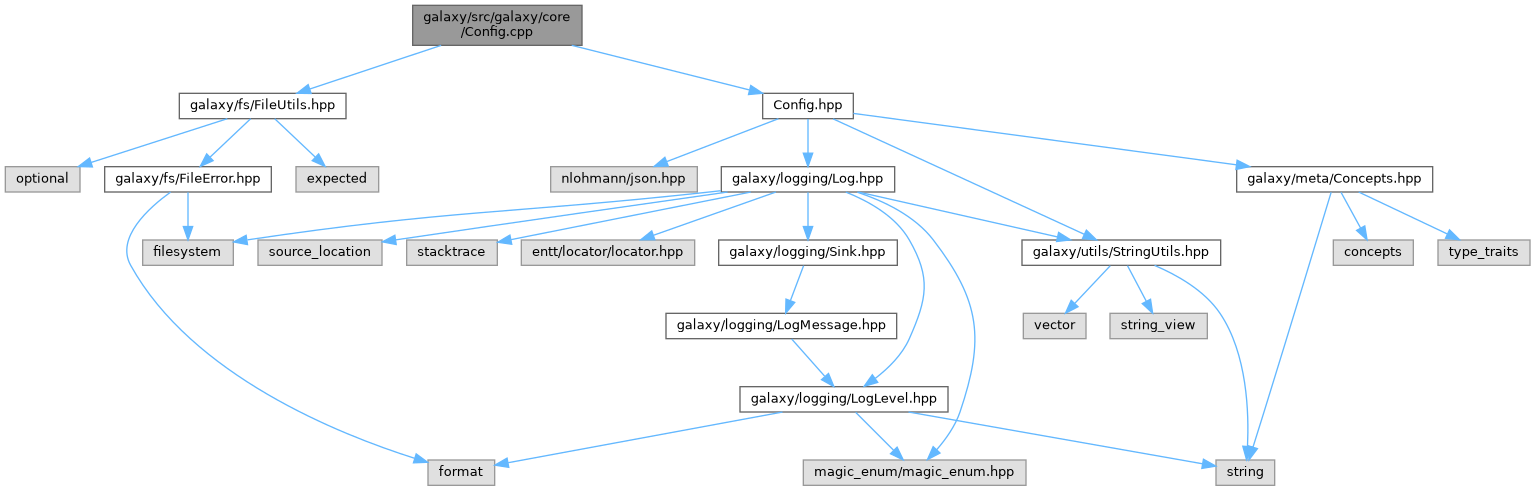 galaxy/src/galaxy/core
/Config.cpp
galaxy/fs/FileUtils.hpp
Config.hpp
optional
galaxy/fs/FileError.hpp
expected
nlohmann/json.hpp
galaxy/logging/Log.hpp
galaxy/meta/Concepts.hpp
filesystem
source_location
stacktrace
entt/locator/locator.hpp
galaxy/logging/Sink.hpp
galaxy/utils/StringUtils.hpp
concepts
type_traits
galaxy/logging/LogMessage.hpp
vector
string_view
galaxy/logging/LogLevel.hpp
format
magic_enum/magic_enum.hpp
string